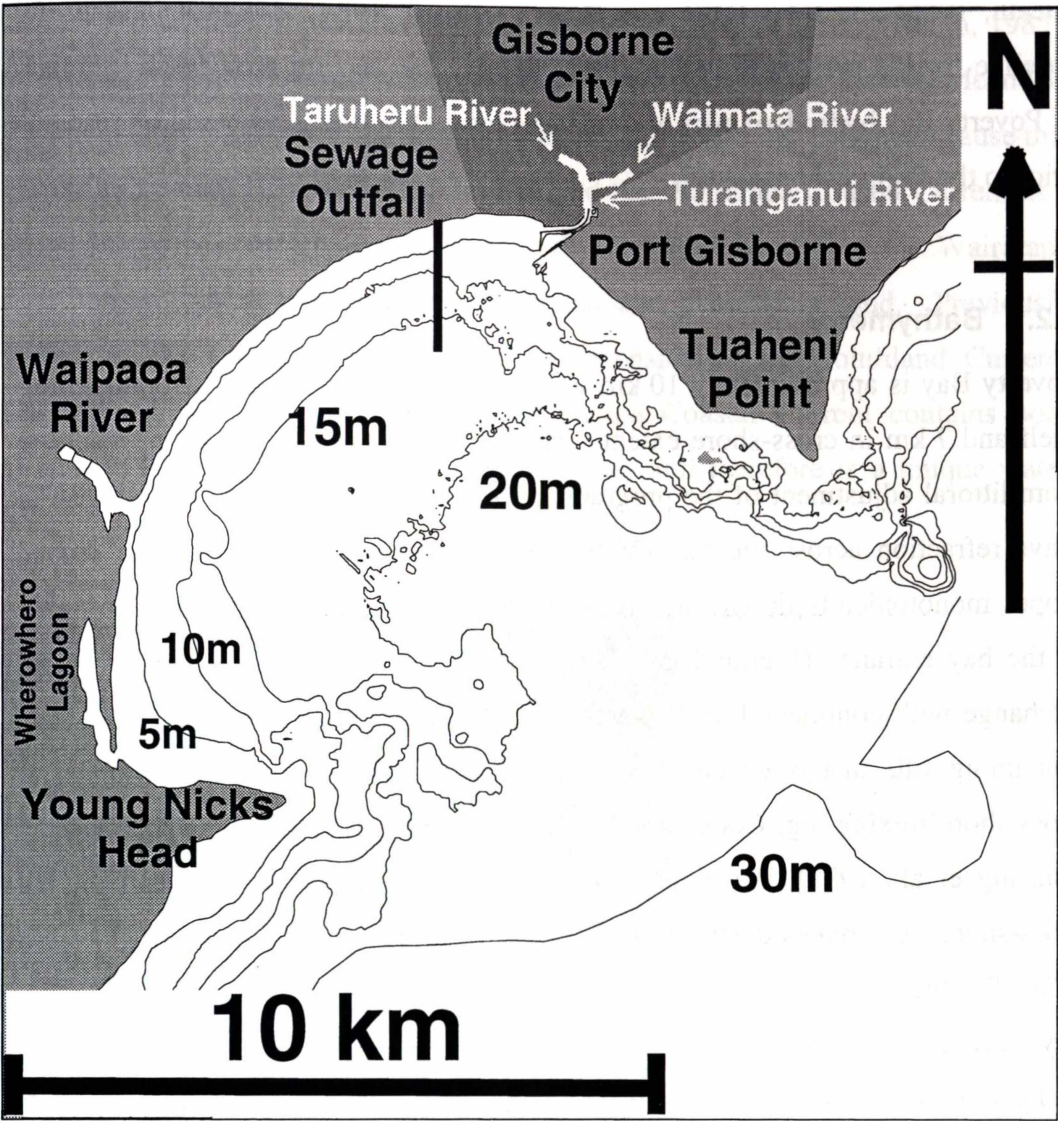 Gisborne
City
N
Taruheru River
Waimata River
Sewage
Outfall
Turanganui River
Port Gisborne
Tuaheni
Point
Waipaoa
River
15m
20m
Wherowhero
Lagoon
10m
5m
Young Nicks
Head
30m
10 km